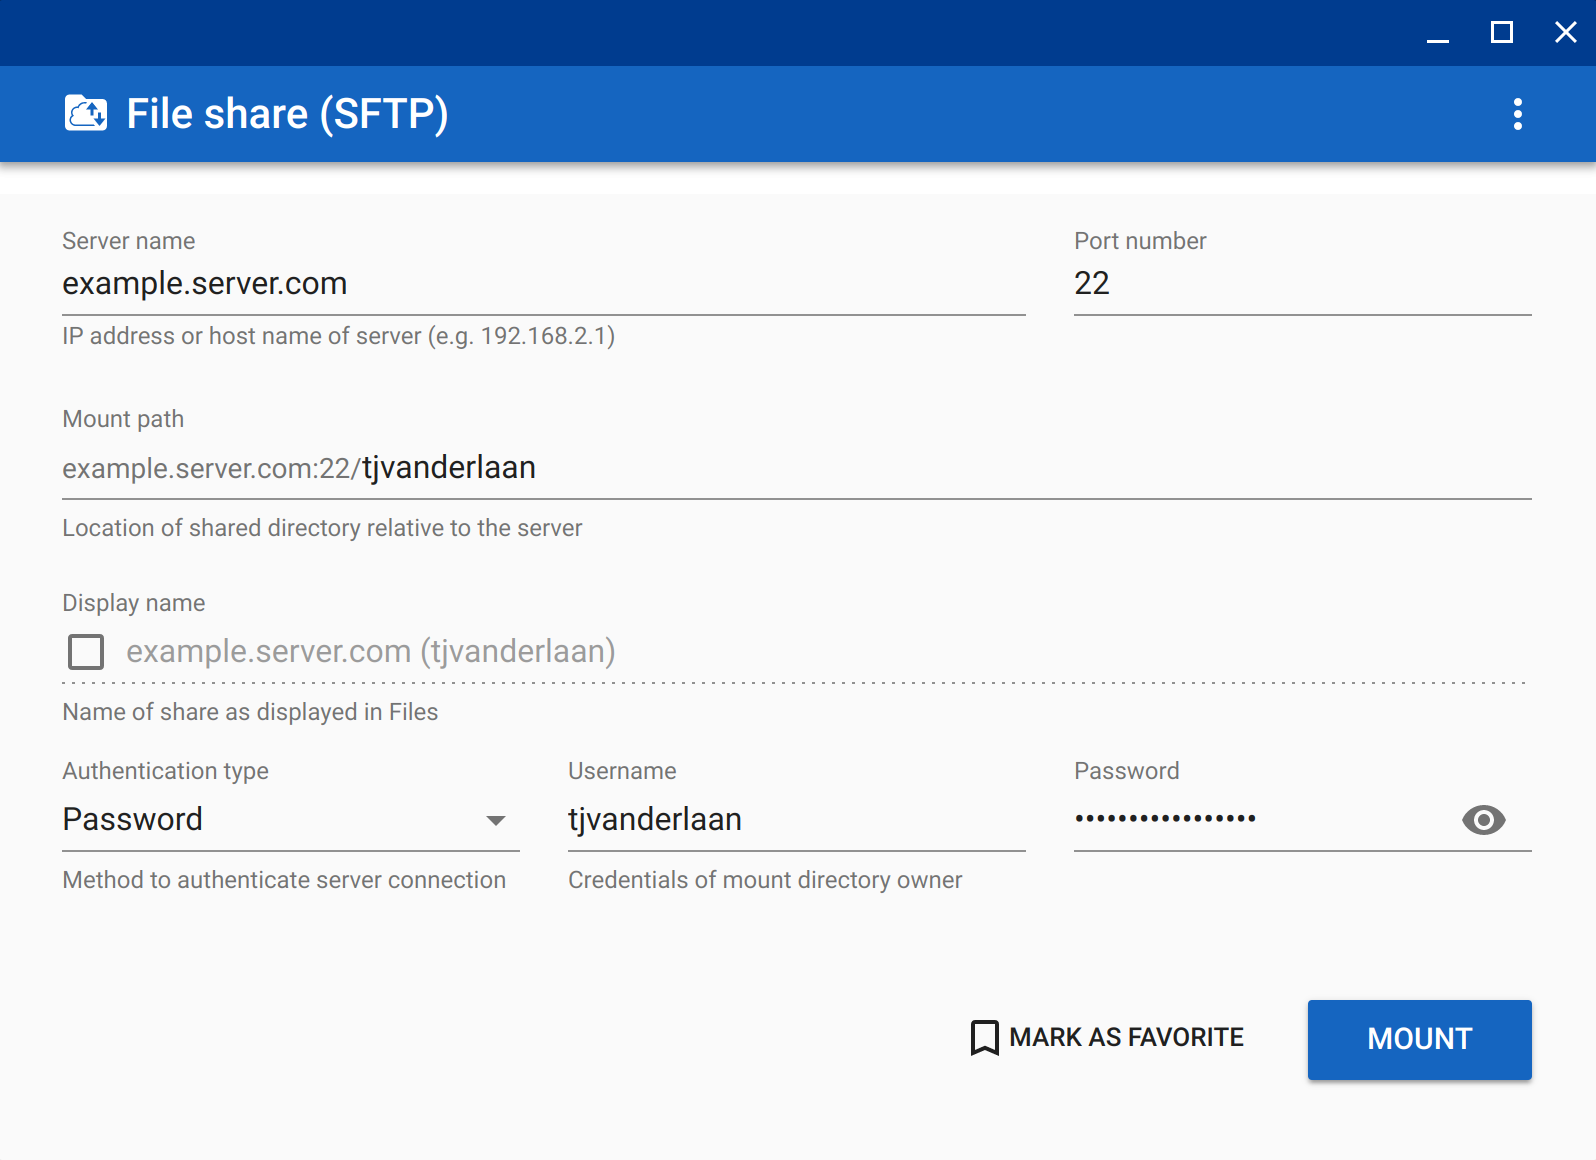 File share (SFTP)
Server name
Port number
example.server.com
22
IP address or host name of server (e.g. 192.168.2.1)
Mount path
example.server.com:22/tjvanderlaan
Location of shared directory relative to the server
Display name
example.server.com (tjvanderlaan)
Name of share as displayed in Files
Authentication type
Username
Password
Password
tjvanderlaan
•••••••••••••••••
Method to authenticate server connection
Credentials of mount directory owner
MARK AS FAVORITE
MOUNT